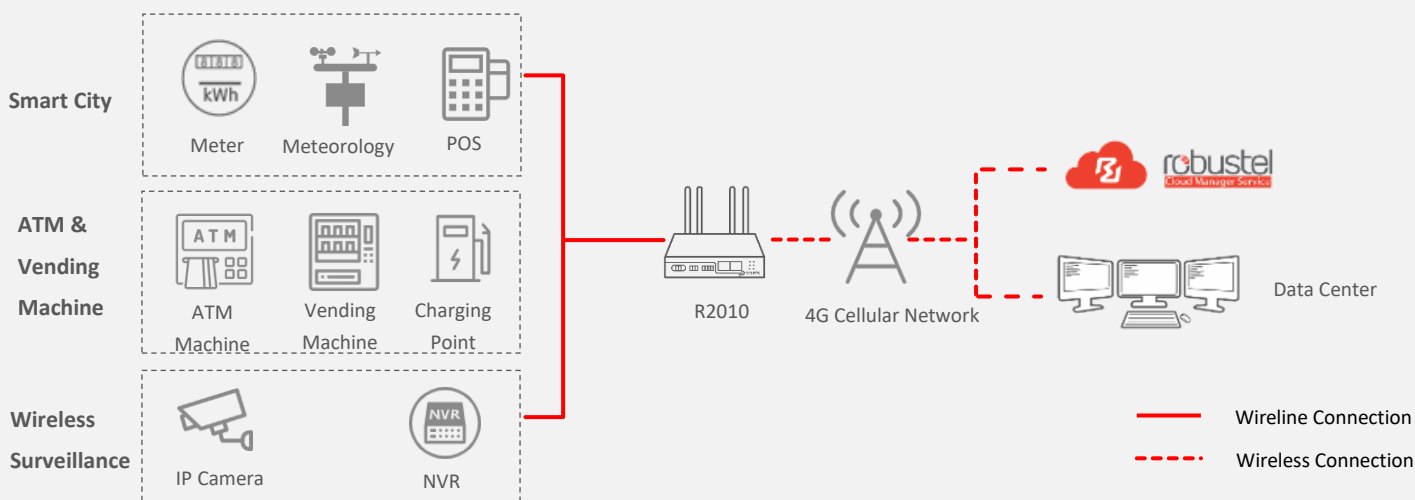 Smart City
888
kWh
Meter
Meteorology
POS
ATM &
Vending
Machine
ATM
ATM
Machine
Vending
Machine
Charging
Point
Wireless
Surveillance
IP Camera
NVR
NVR
R2010
4G Cellular Network
robustel
Cloud Manager Service
Data Center
Wireline Connection
Wireless Connection